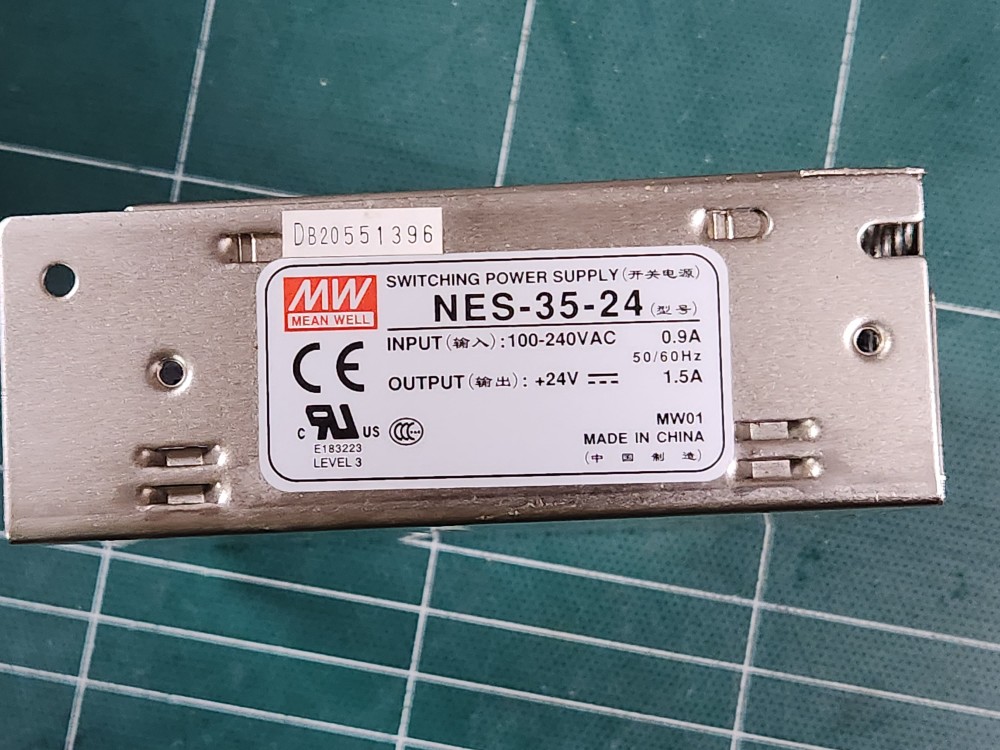 DB20551396
MW
MEAN WELL
SWITCHING POWER SUPPLY(开关电源)
NES-35-24 (型号)
INPUT(输入):100-240VAC 0.9A
50/60Hz
OUTPUT(输出): +24V 1.5A
CE
c RU US CCC
E183223
LEVEL 3
MW01
MADE IN CHINA
(中国制造)